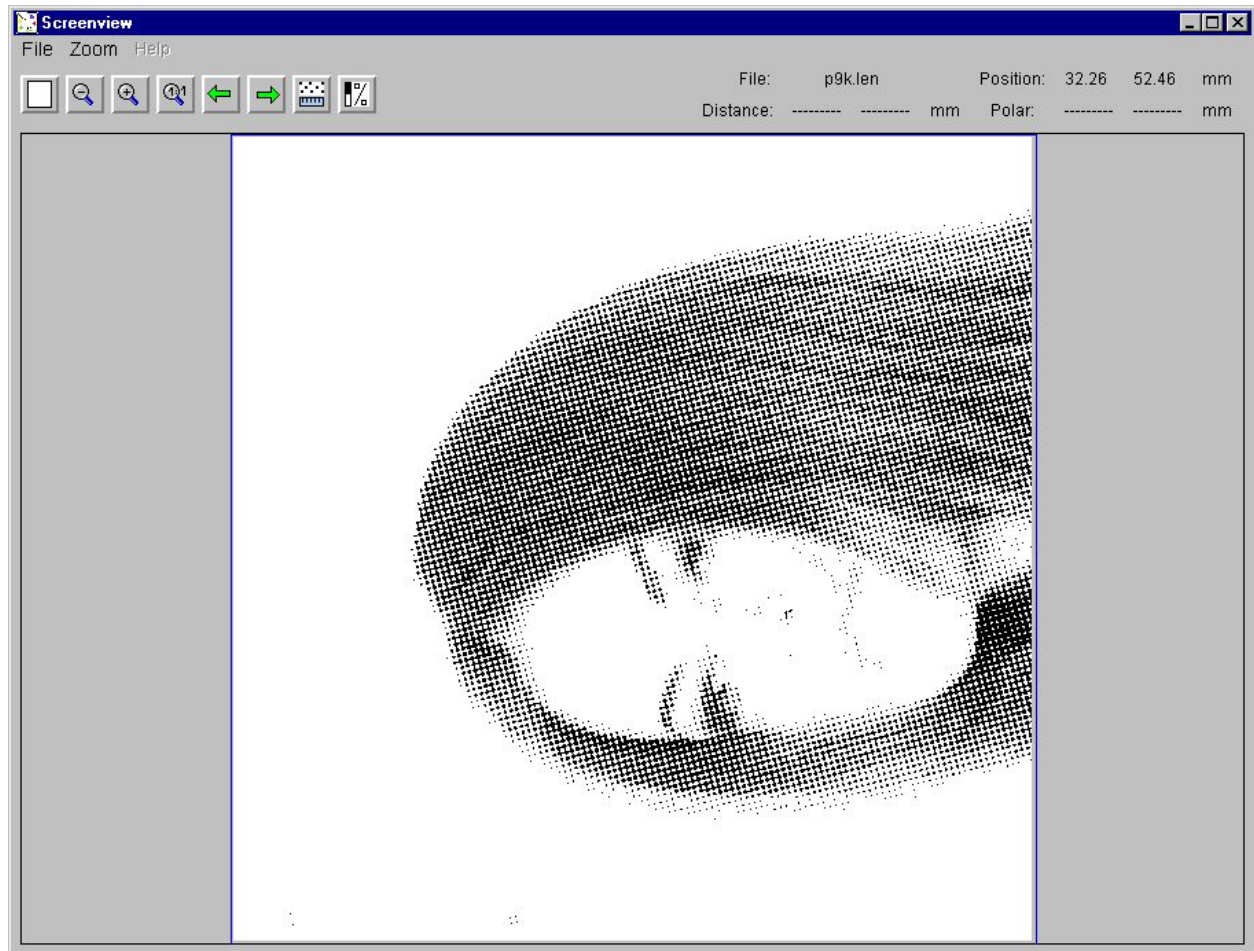 Screenview
File Zoom Help
File: p9k.len Position: 32.26 52.46 mm
Distance: --------- --------- mm Polar: --------- --------- mm